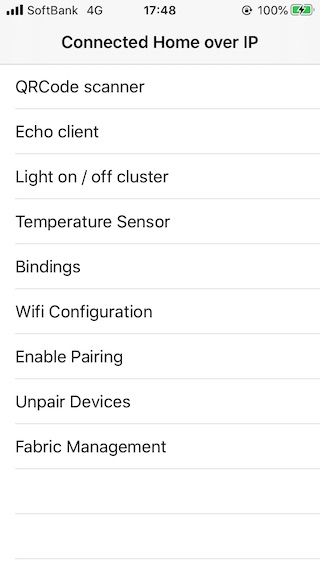 SoftBank 4G 17:48 100%
Connected Home over IP
QRCode scanner
Echo client
Light on / off cluster
Temperature Sensor
Bindings
Wifi Configuration
Enable Pairing
Unpair Devices
Fabric Management